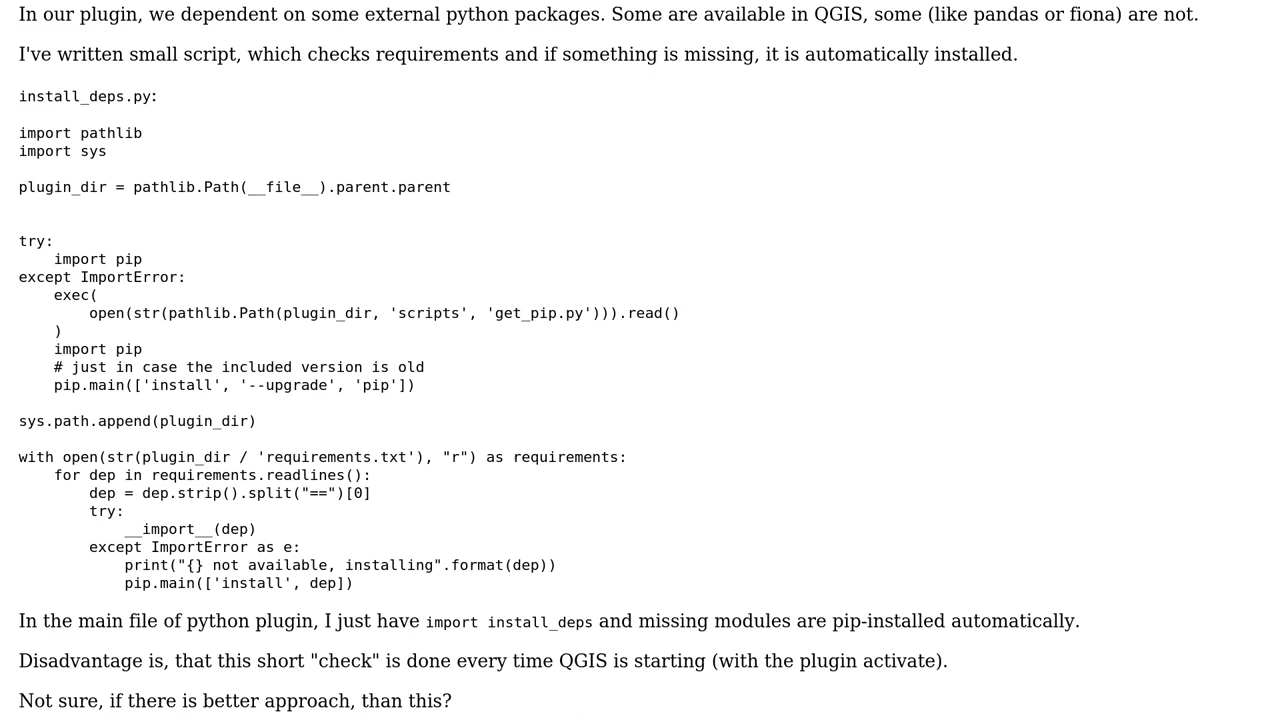 In our plugin, we dependent on some external python packages. Some are available in QGIS, some (like pandas or fiona) are not.
I've written small script, which checks requirements and if something is missing, it is automatically installed.
install_deps.py:
import pathlib
import sys
plugin_dir = pathlib.Path(__file__).parent.parent
try:
    import pip
except ImportError:
    exec(
        open(str(pathlib.Path(plugin_dir, 'scripts', 'get_pip.py'))).read()
    )
    import pip
    # just in case the included version is old
    pip.main(['install', '--upgrade', 'pip'])
sys.path.append(plugin_dir)
with open(str(plugin_dir / 'requirements.txt'), "r") as requirements:
    for dep in requirements.readlines():
        dep = dep.strip().split("==")[0]
        try:
            __import__(dep)
        except ImportError as e:
            print("{} not available, installing".format(dep))
            pip.main(['install', dep])
In the main file of python plugin, I just have import install_deps and missing modules are pip-installed automatically.
Disadvantage is, that this short "check" is done every time QGIS is starting (with the plugin activate).
Not sure, if there is better approach, than this?